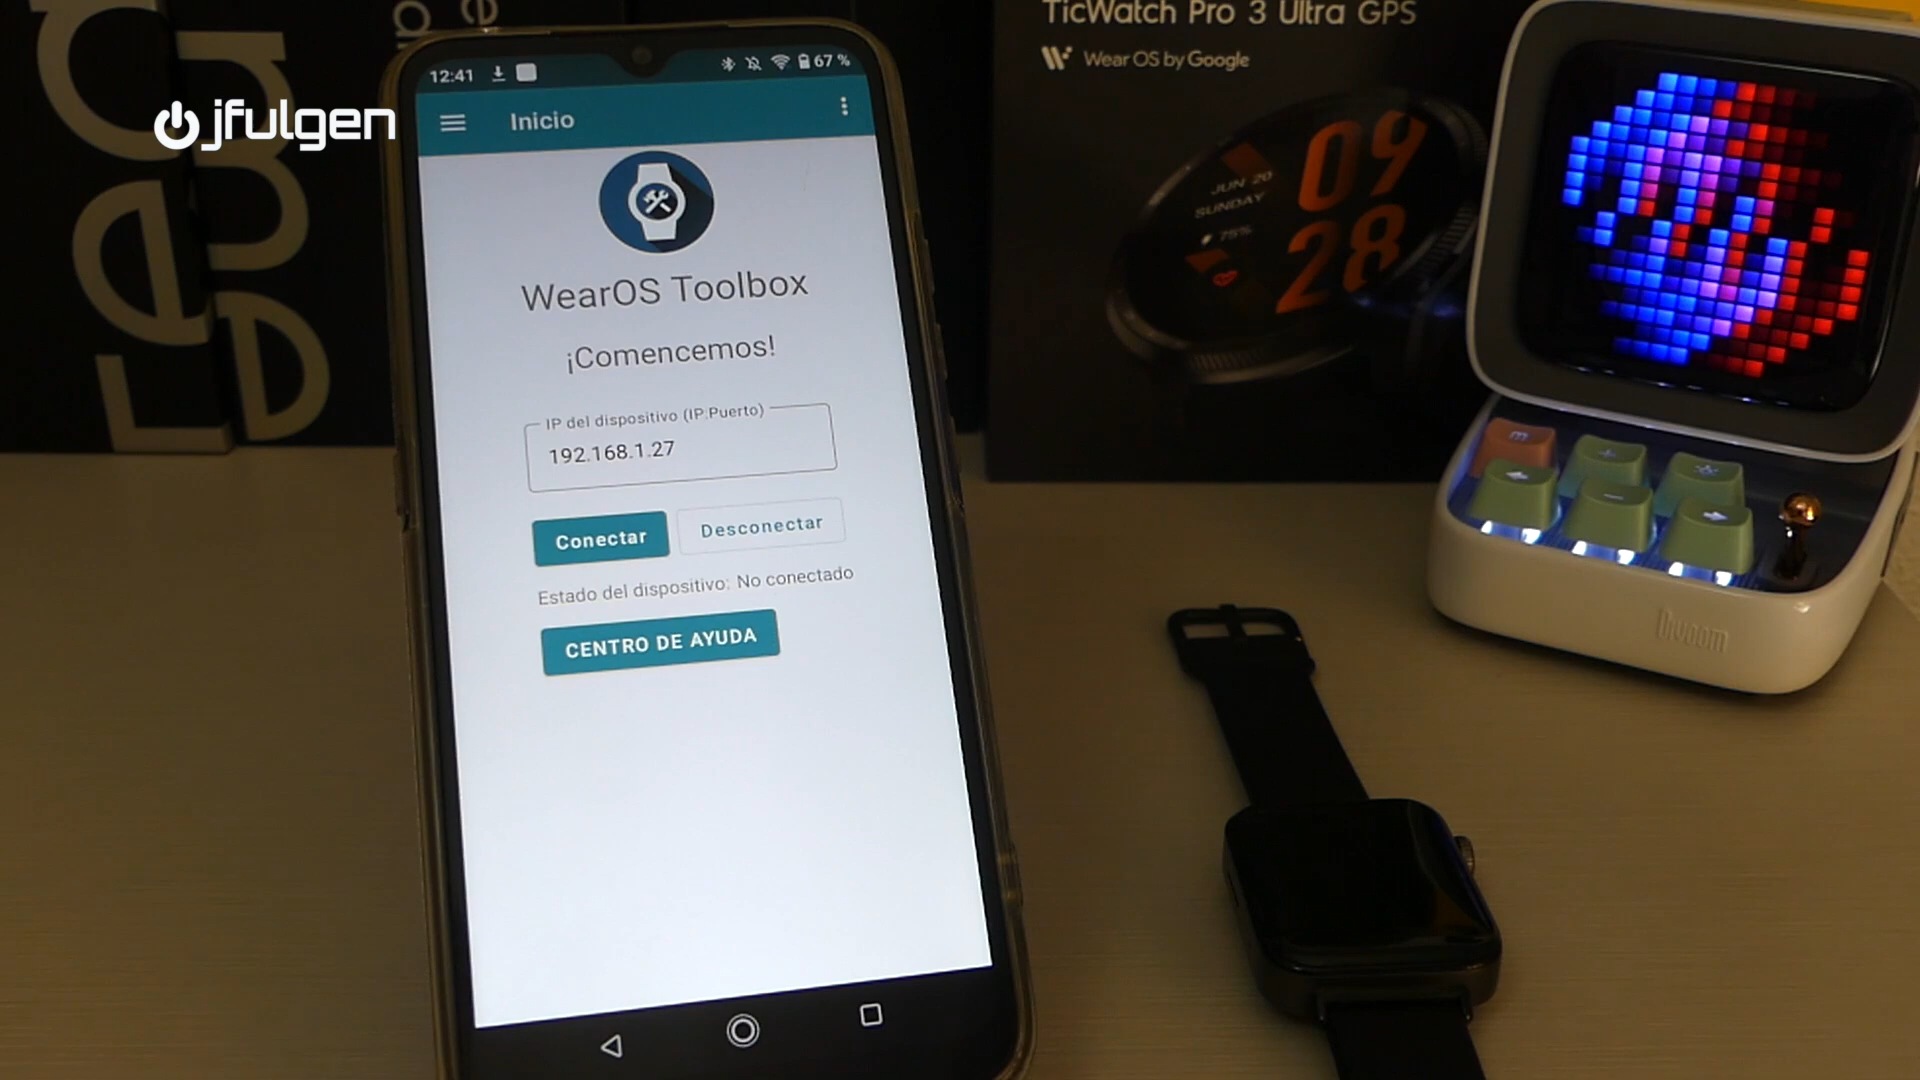 jfulgen
12:41
67 %
Inicio
WearOS Toolbox
¡Comencemos!
IP del dispositivo (IP:Puerto)
192.168.1.27
Conectar
Desconectar
Estado del dispositivo: No conectado
CENTRO DE AYUDA
TicWatch Pro 3 Ultra GPS
Wear OS by Google
09
JUN 20
SUNDAY
75%
28
m
Divoom